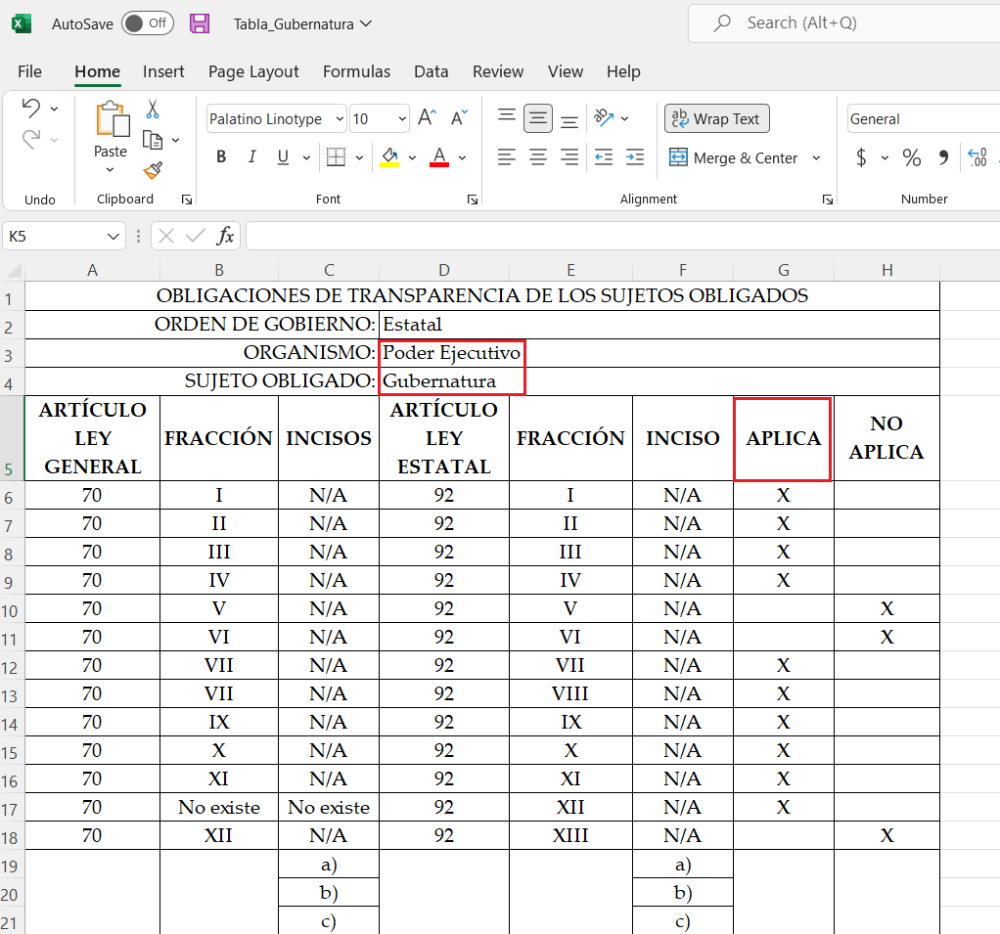 AutoSave Off Tabla_Gubernatura Search (Alt+Q)
File Home Insert Page Layout Formulas Data Review View Help
Palatino Linotype 10 A A ab Wrap Text General
Paste B I U A Merge & Center $ % 9 .00
Undo Clipboard Font Alignment Number
K5 fx
A B C D E F G H
1 OBLIGACIONES DE TRANSPARENCIA DE LOS SUJETOS OBLIGADOS
2 ORDEN DE GOBIERNO: Estatal
3 ORGANISMO: Poder Ejecutivo
4 SUJETO OBLIGADO: Gubernatura
5 ARTÍCULO LEY GENERAL FRACCIÓN INCISOS ARTÍCULO LEY ESTATAL FRACCIÓN INCISO APLICA NO APLICA
6 70 I N/A 92 I N/A X
7 70 II N/A 92 II N/A X
8 70 III N/A 92 III N/A X
9 70 IV N/A 92 IV N/A X
10 70 V N/A 92 V N/A X
11 70 VI N/A 92 VI N/A X
12 70 VII N/A 92 VII N/A X
13 70 VII N/A 92 VIII N/A X
14 70 IX N/A 92 IX N/A X
15 70 X N/A 92 X N/A X
16 70 XI N/A 92 XI N/A X
17 70 No existe No existe 92 XII N/A X
18 70 XII N/A 92 XIII N/A X
19 a) a)
20 b) b)
21 c) c)